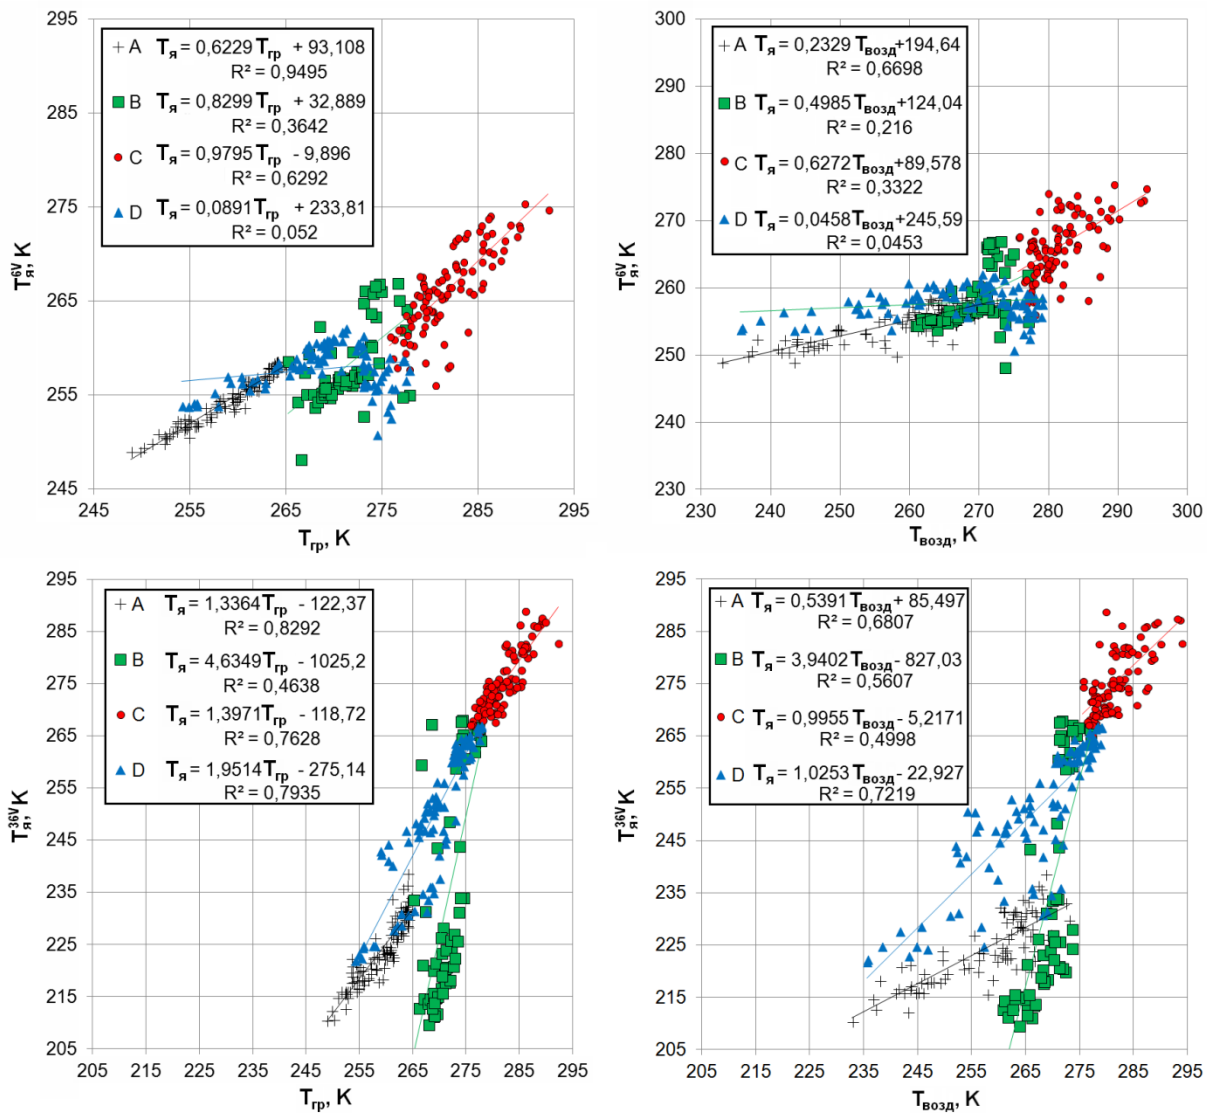 295
285
275
265
255
245
245
255
265
275
285
295
T_я^6V, K
T_гр, K
+ A T_я = 0,6229 T_гр + 93,108
R² = 0,9495
B T_я = 0,8299 T_гр + 32,889
R² = 0,3642
C T_я = 0,9795 T_гр - 9,896
R² = 0,6292
D T_я = 0,0891 T_гр + 233,81
R² = 0,052
300
290
280
270
260
250
240
230
230
240
250
260
270
280
290
300
T_я^6V, K
T_возд, K
+ A T_я = 0,2329 T_возд+194,64
R² = 0,6698
B T_я = 0,4985 T_возд+124,04
R² = 0,216
C T_я = 0,6272 T_возд+89,578
R² = 0,3322
D T_я = 0,0458 T_возд+245,59
R² = 0,0453
295
285
275
265
255
245
235
225
215
205
205
215
225
235
245
255
265
275
285
295
T_я^36V, K
T_гр, K
+ A T_я = 1,3364 T_гр - 122,37
R² = 0,8292
B T_я = 4,6349 T_гр - 1025,2
R² = 0,4638
C T_я = 1,3971 T_гр - 118,72
R² = 0,7628
D T_я = 1,9514 T_гр - 275,14
R² = 0,7935
295
285
275
265
255
245
235
225
215
205
205
215
225
235
245
255
265
275
285
295
T_я^36V, K
T_возд, K
+ A T_я = 0,5391 T_возд + 85,497
R² = 0,6807
B T_я = 3,9402 T_возд - 827,03
R² = 0,5607
C T_я = 0,9955 T_возд - 5,2171
R² = 0,4998
D T_я = 1,0253 T_возд - 22,927
R² = 0,7219